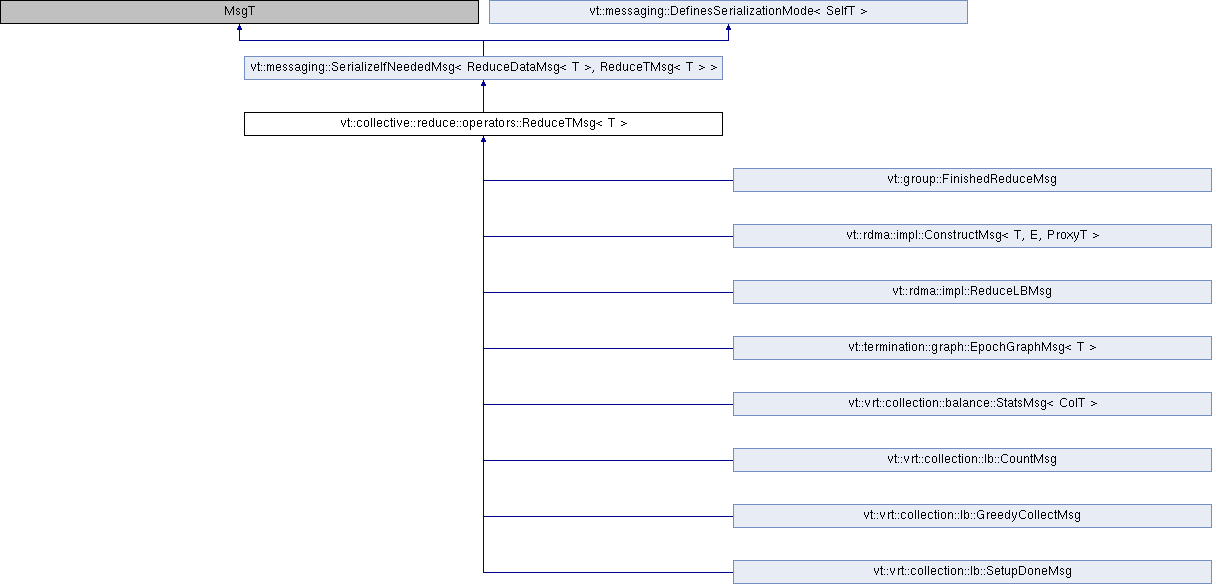 MsgT
vt::messaging::DefinesSerializationMode< SelfT >
vt::messaging::SerializeIfNeededMsg< ReduceDataMsg< T >, ReduceTMsg< T > >
vt::collective::reduce::operators::ReduceTMsg< T >
vt::group::FinishedReduceMsg
vt::rdma::impl::ConstructMsg< T, E, ProxyT >
vt::rdma::impl::ReduceLBMsg
vt::termination::graph::EpochGraphMsg< T >
vt::vrt::collection::balance::StatsMsg< ColT >
vt::vrt::collection::lb::CountMsg
vt::vrt::collection::lb::GreedyCollectMsg
vt::vrt::collection::lb::SetupDoneMsg